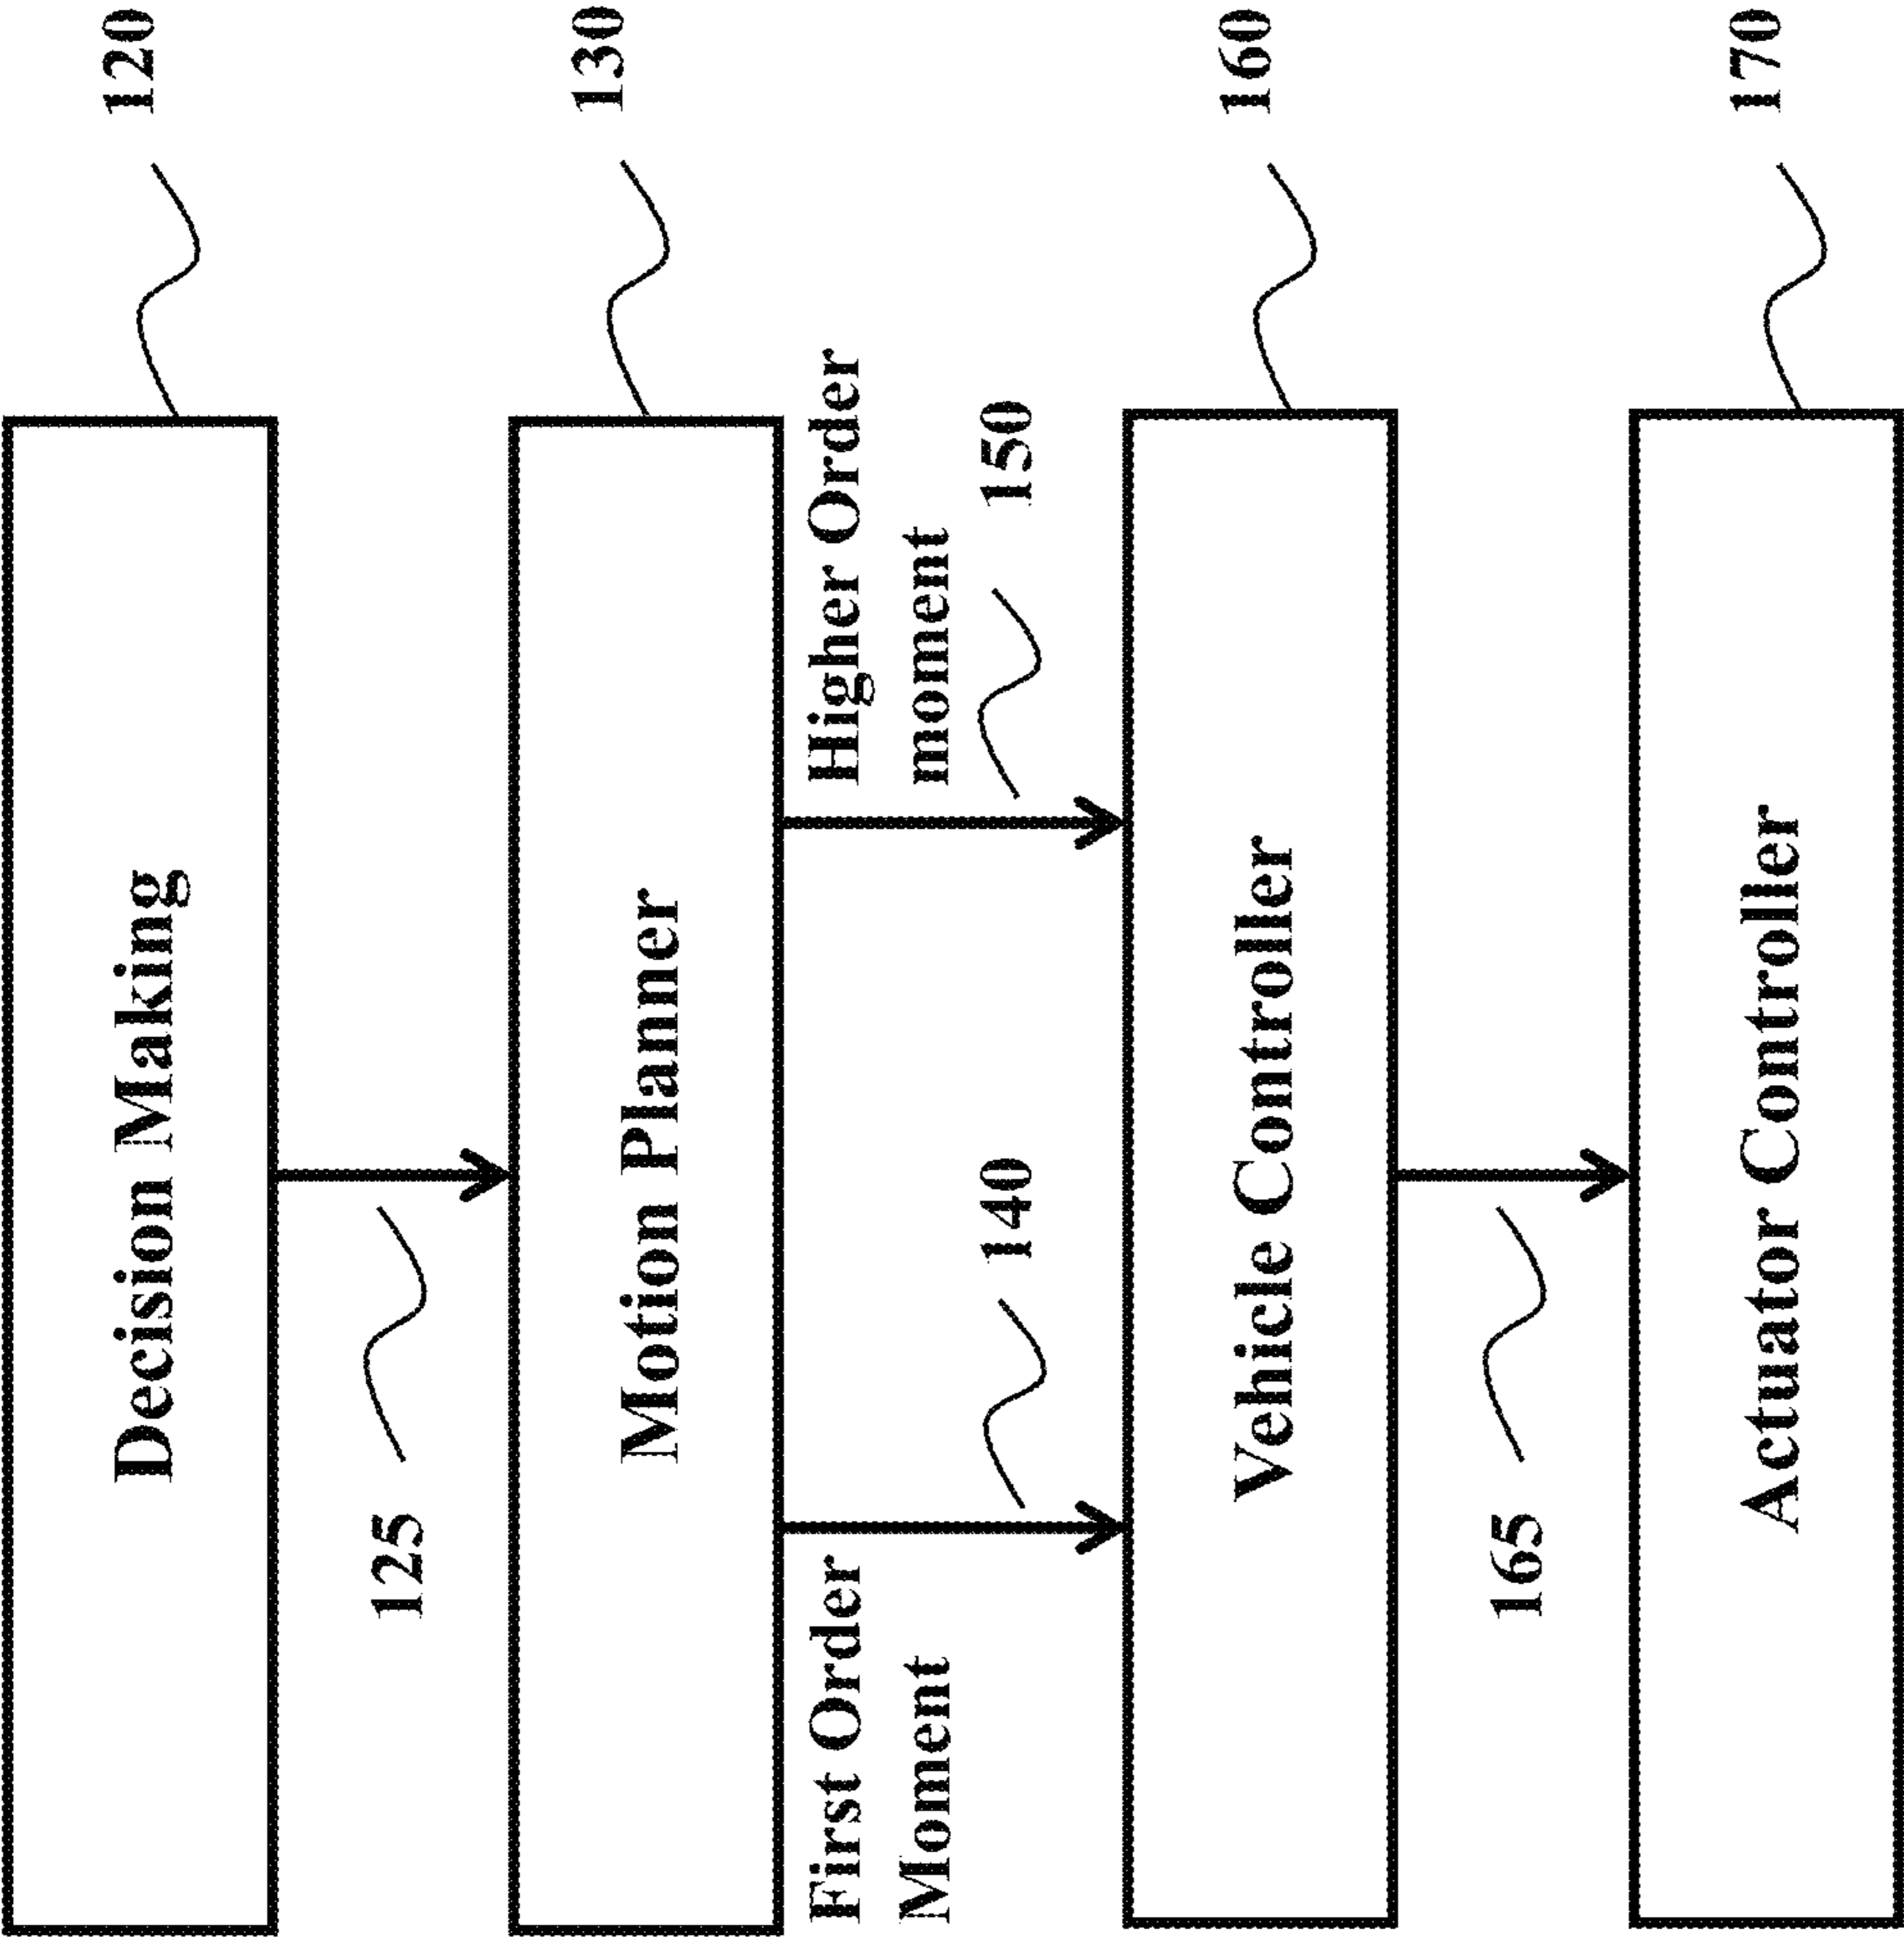 Decision Making
120
125
Motion Planner
130
First Order
Moment
140
Higher Order
moment
150
Vehicle Controller
160
165
Actuator Controller
170